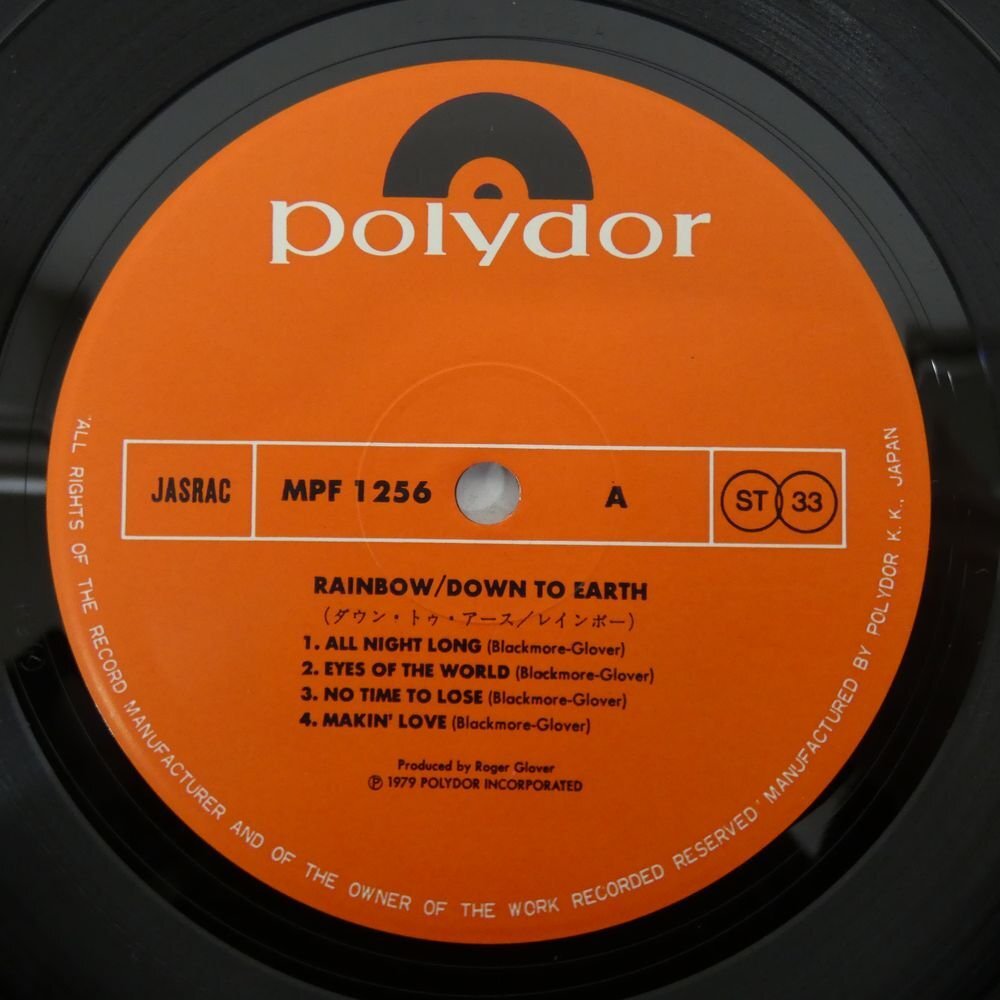 polydor
JASRAC MPF 1256 A ST 33
RAINBOW/DOWN TO EARTH
(ダウン・トゥ・アース/レインボー)
1. ALL NIGHT LONG (Blackmore-Glover)
2. EYES OF THE WORLD (Blackmore-Glover)
3. NO TIME TO LOSE (Blackmore-Glover)
4. MAKIN' LOVE (Blackmore-Glover)
Produced by Roger Glover
Ⓟ 1979 POLYDOR INCORPORATED
'ALL RIGHTS OF THE RECORD MANUFACTURER AND OF THE OWNER OF THE WORK RECORDED RESERVED' MANUFACTURED BY POLYDOR K.K., JAPAN